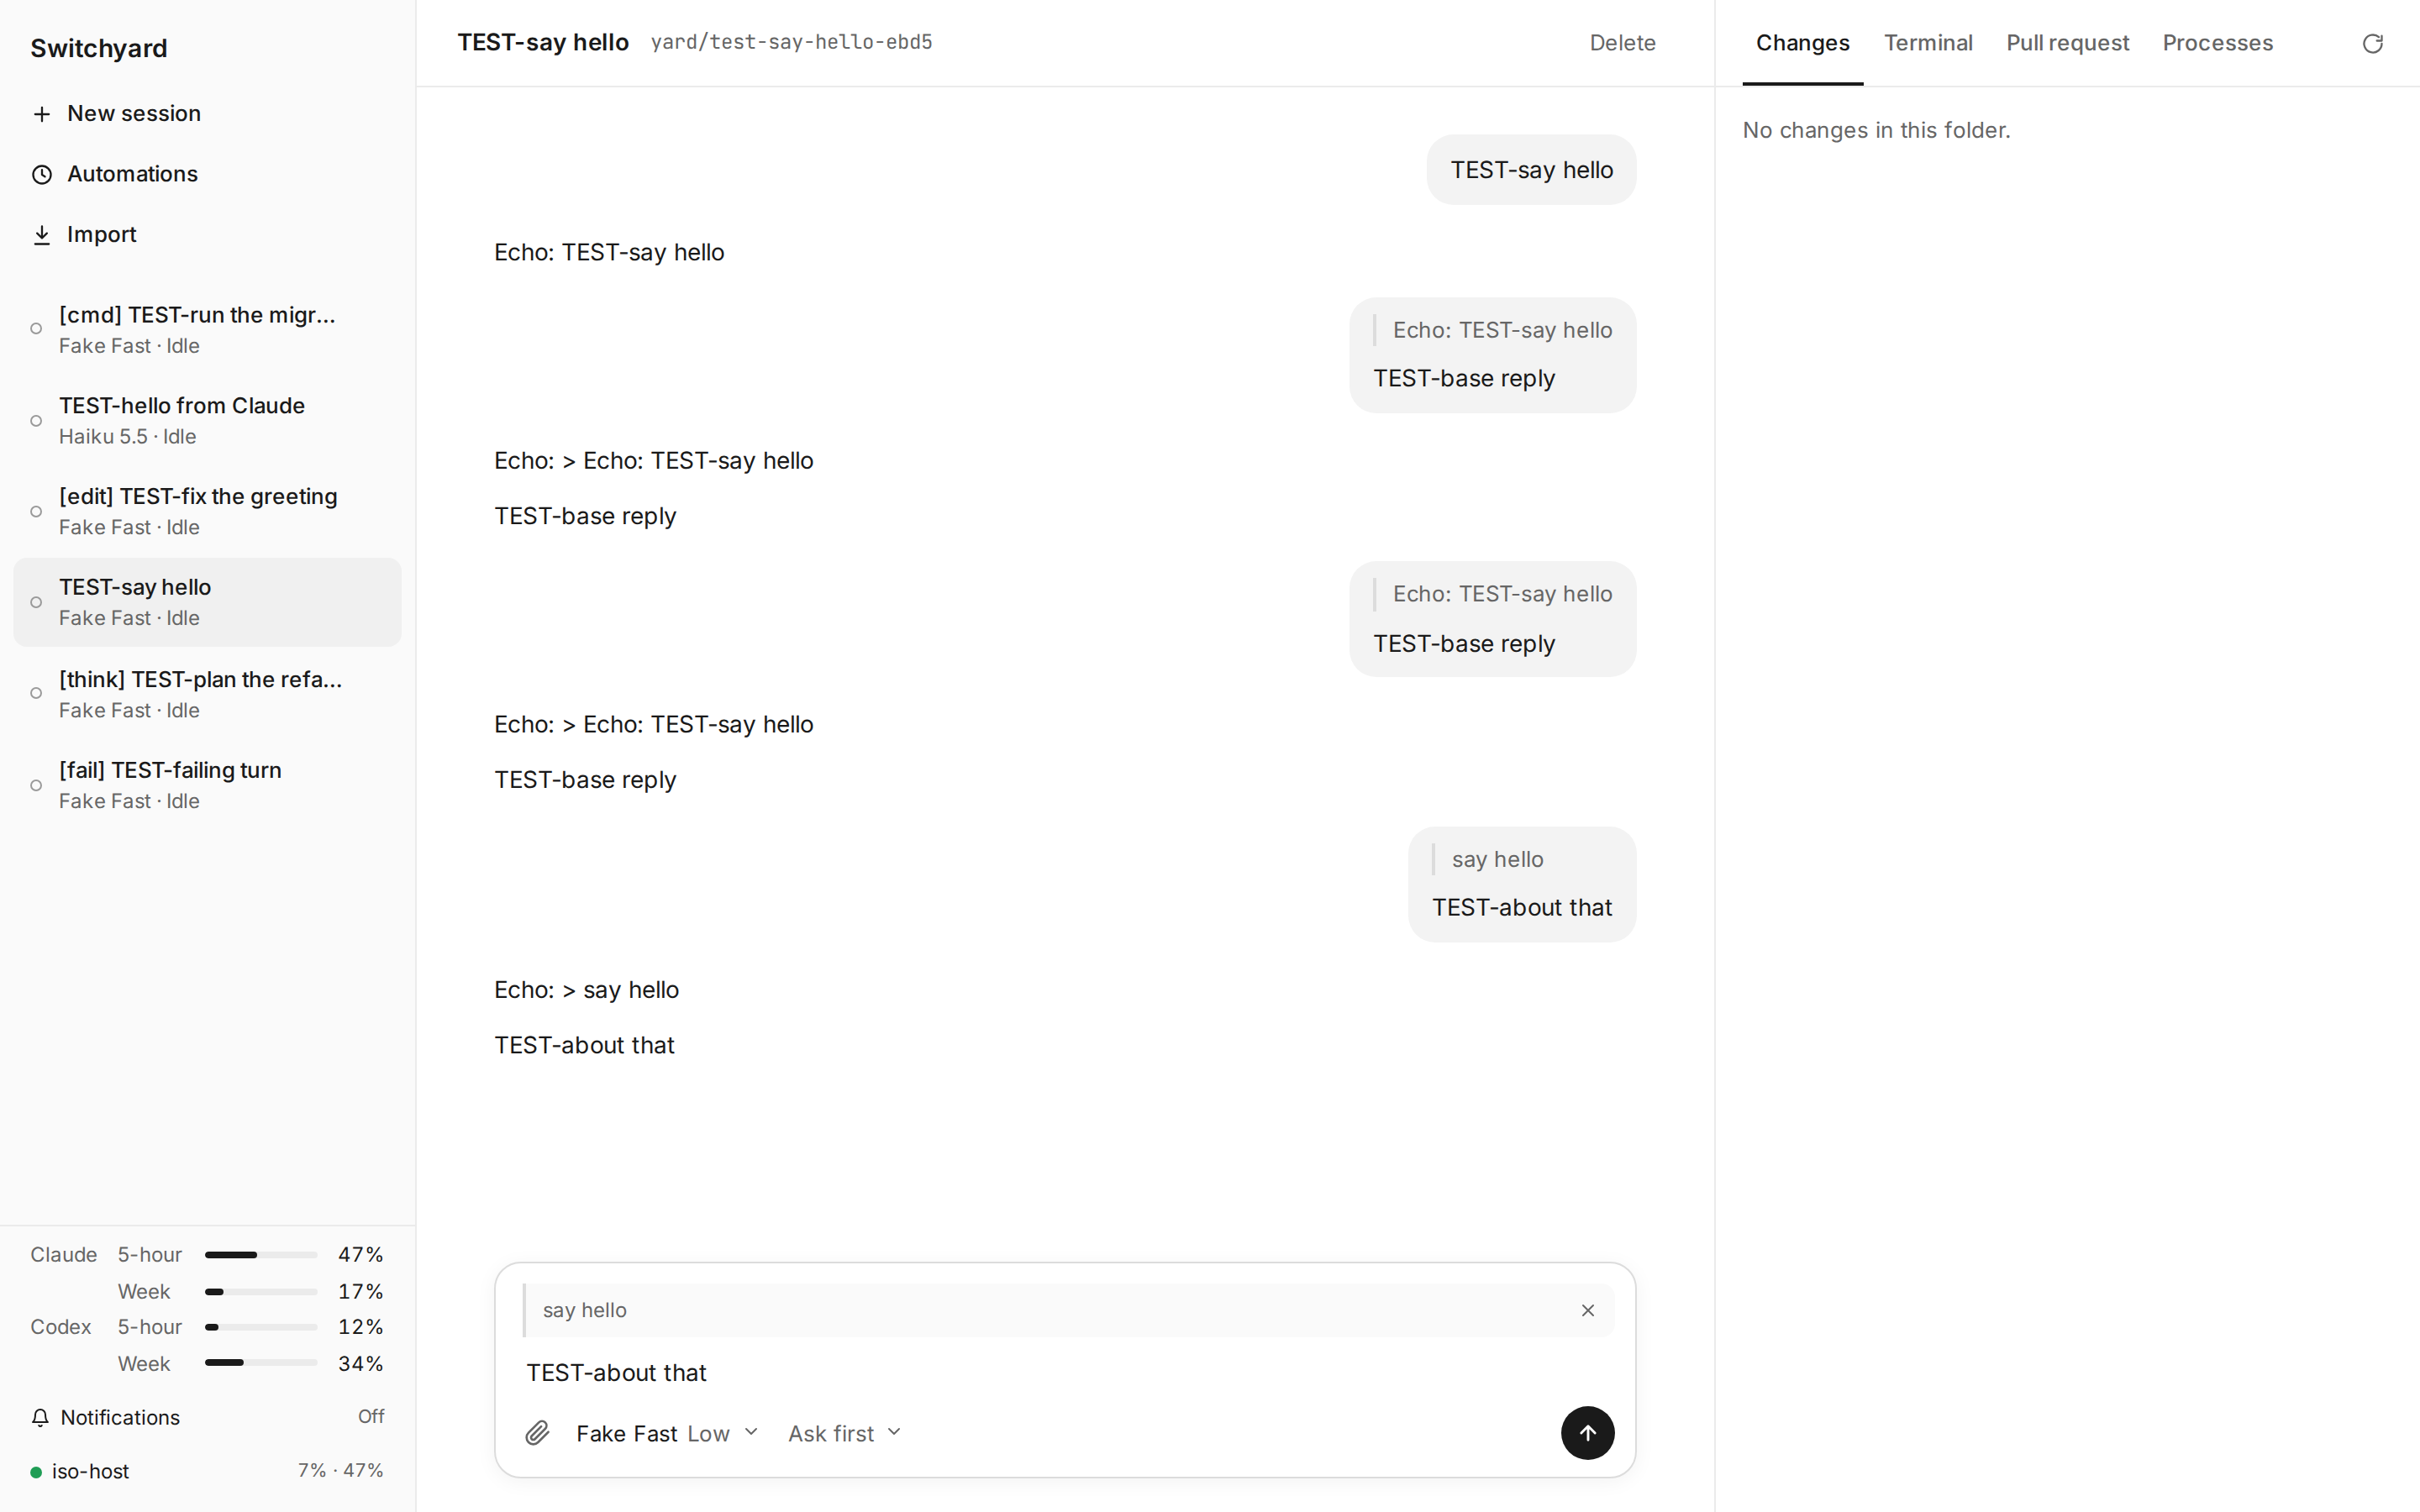 Switchyard
New session
Automations
Import
[cmd] TEST-run the migr...
Fake Fast · Idle
TEST-hello from Claude
Haiku 5.5 · Idle
[edit] TEST-fix the greeting
Fake Fast · Idle
TEST-say hello
Fake Fast · Idle
[think] TEST-plan the refa...
Fake Fast · Idle
[fail] TEST-failing turn
Fake Fast · Idle
Claude 5-hour 47%
Week 17%
Codex 5-hour 12%
Week 34%
Notifications Off
iso-host 7% · 47%
TEST-say hello yard/test-say-hello-ebd5 Delete
TEST-say hello
Echo: TEST-say hello
Echo: TEST-say hello
TEST-base reply
Echo: > Echo: TEST-say hello
TEST-base reply
Echo: TEST-say hello
TEST-base reply
Echo: > Echo: TEST-say hello
TEST-base reply
say hello
TEST-about that
Echo: > say hello
TEST-about that
say hello
TEST-about that
Fake Fast Low Ask first
Changes Terminal Pull request Processes
No changes in this folder.